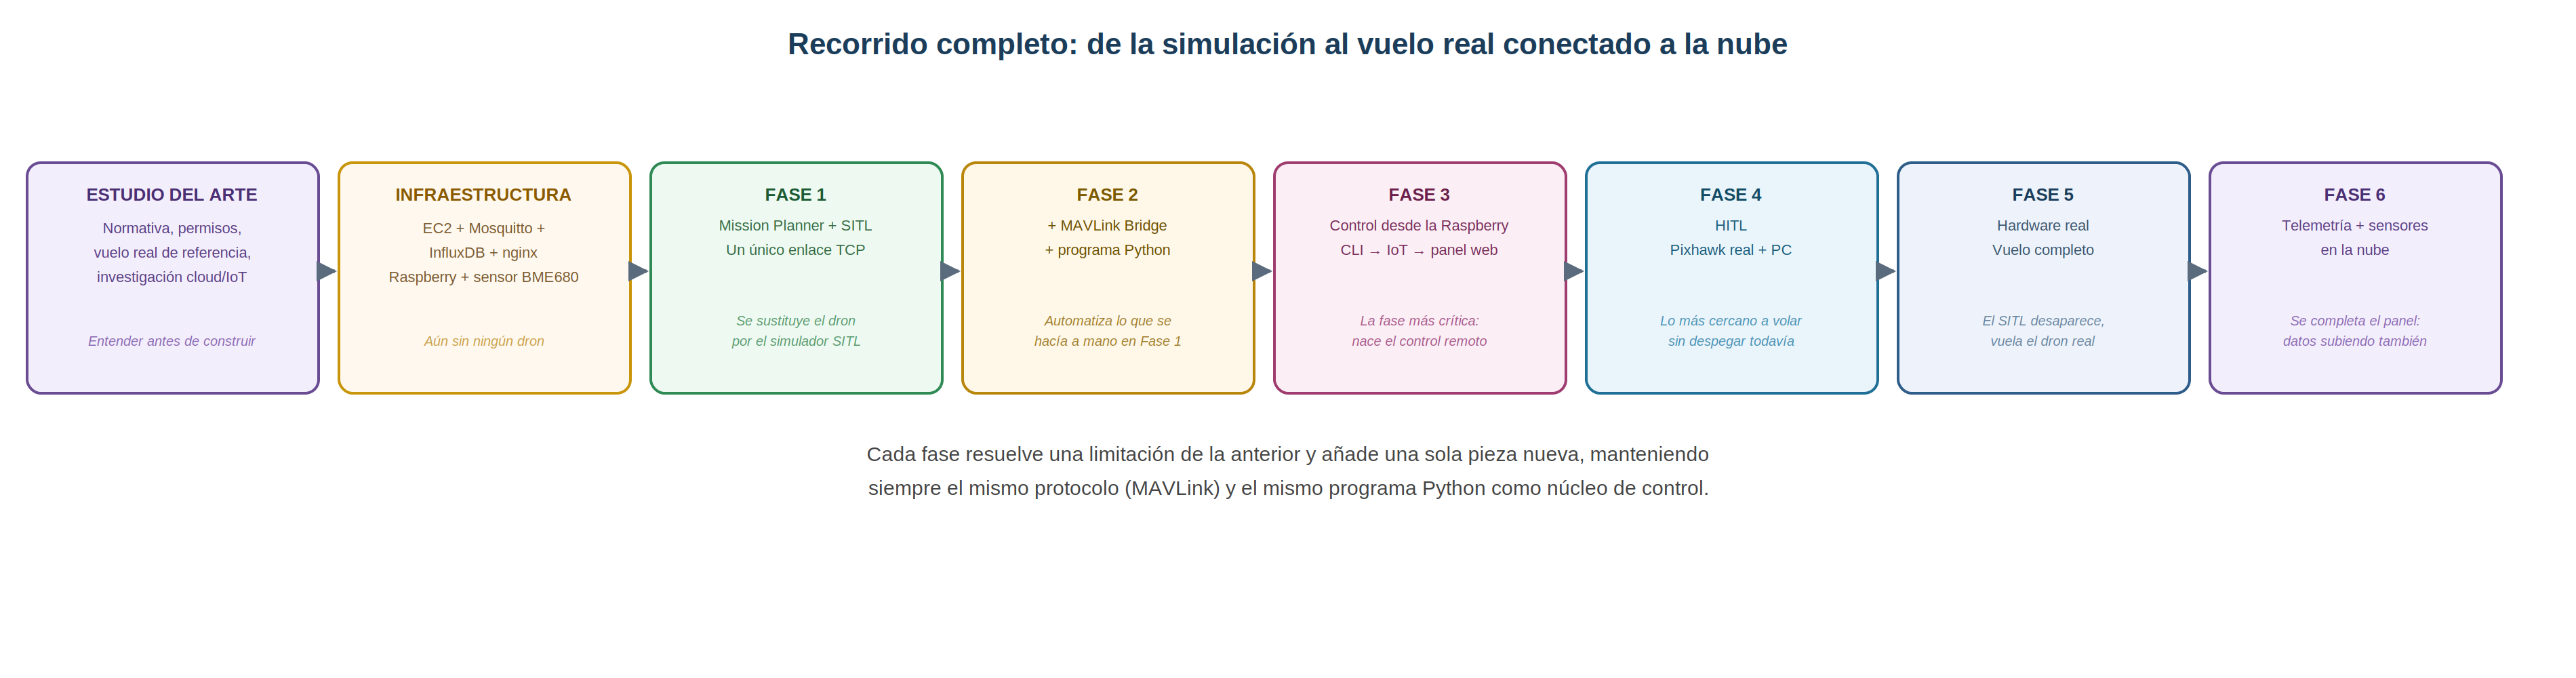 Recorrido completo: de la simulación al vuelo real conectado a la nube
ESTUDIO DEL ARTE
Normativa, permisos,
vuelo real de referencia,
investigación cloud/IoT
Entender antes de construir
INFRAESTRUCTURA
EC2 + Mosquitto +
InfluxDB + nginx
Raspberry + sensor BME680
Aún sin ningún dron
FASE 1
Mission Planner + SITL
Un único enlace TCP
Se sustituye el dron
por el simulador SITL
FASE 2
+ MAVLink Bridge
+ programa Python
Automatiza lo que se
hacía a mano en Fase 1
FASE 3
Control desde la Raspberry
CLI → IoT → panel web
La fase más crítica:
nace el control remoto
FASE 4
HITL
Pixhawk real + PC
Lo más cercano a volar
sin despegar todavía
FASE 5
Hardware real
Vuelo completo
El SITL desaparece,
vuela el dron real
FASE 6
Telemetría + sensores
en la nube
Se completa el panel:
datos subiendo también
Cada fase resuelve una limitación de la anterior y añade una sola pieza nueva, manteniendo
siempre el mismo protocolo (MAVLink) y el mismo programa Python como núcleo de control.